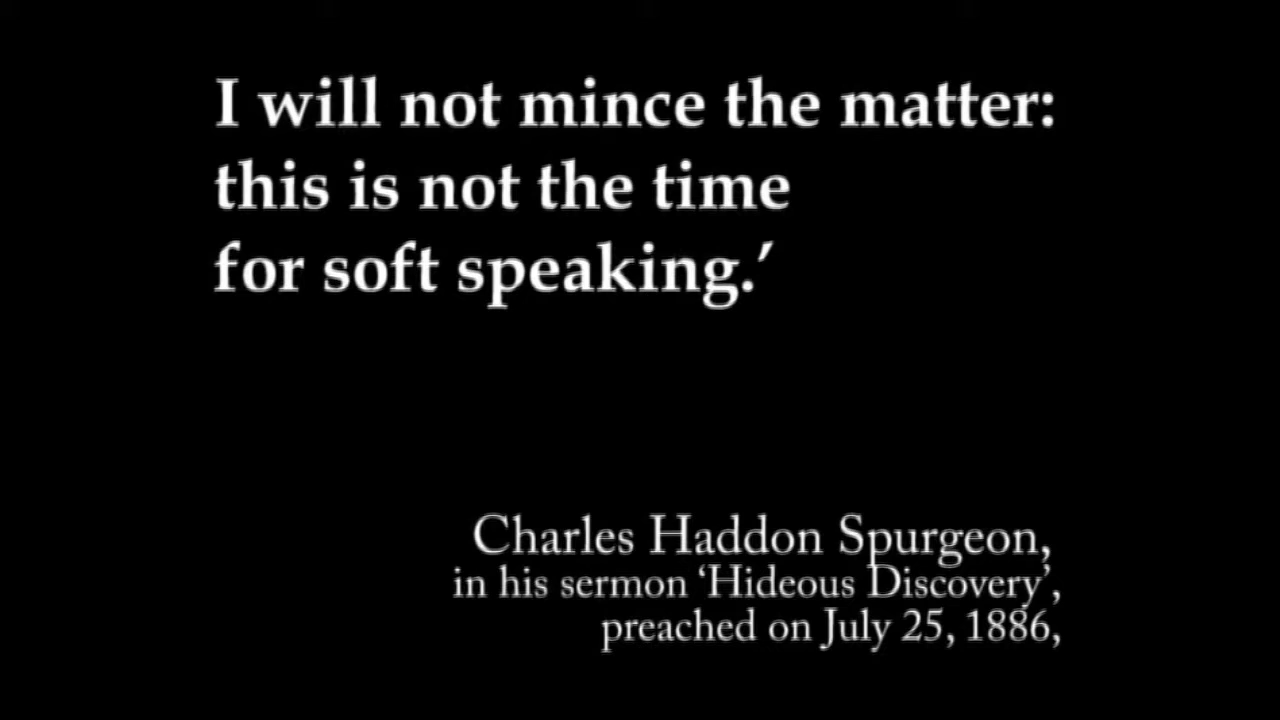 I will not mince the matter:
this is not the time
for soft speaking.’
Charles Haddon Spurgeon,
in his sermon ‘Hideous Discovery’,
preached on July 25, 1886,